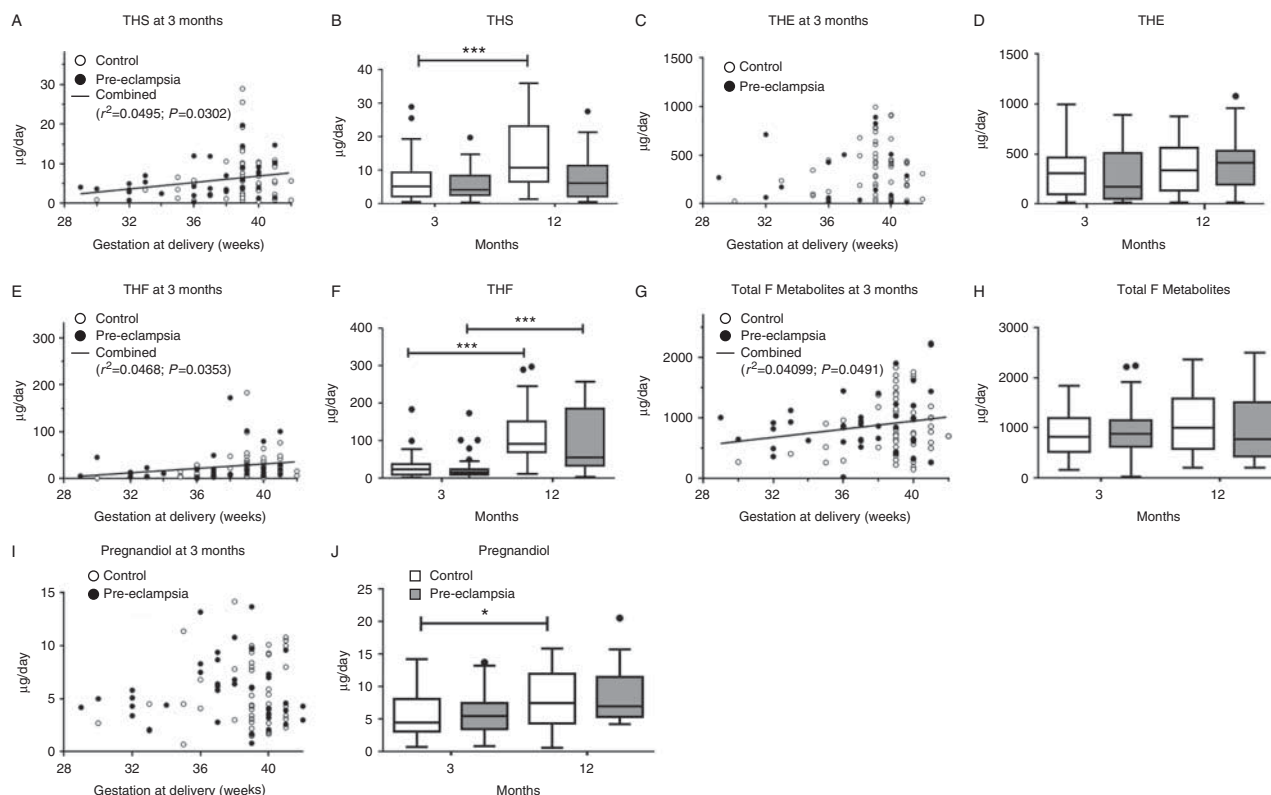 A
THS at 3 months
µg/day
30
25
20
15
10
5
0
Control
Pre-eclampsia
Combined
(r²=0.0495; P=0.0302)
28 32 36 40
Gestation at delivery (weeks)
B
THS
µg/day
40
30
20
10
0
***
3 12
Months
C
THE at 3 months
µg/day
1500
1000
500
0
Control
Pre-eclampsia
28 32 36 40
Gestation at delivery (weeks)
D
THE
µg/day
1500
1000
500
0
3 12
Months
E
THF at 3 months
µg/day
300
200
100
0
Control
Pre-eclampsia
Combined
(r²=0.0468; P=0.0353)
28 32 36 40
Gestation at delivery (weeks)
F
THF
µg/day
400
300
200
100
0
***
***
3 12
Months
G
Total F Metabolites at 3 months
µg/day
2000
1000
0
Control
Pre-eclampsia
Combined
(r²=0.04099; P=0.0491)
28 32 36 40
Gestation at delivery (weeks)
H
Total F Metabolites
µg/day
3000
2000
1000
0
3 12
Months
I
Pregnandiol at 3 months
µg/day
15
10
5
0
Control
Pre-eclampsia
28 32 36 40
Gestation at delivery (weeks)
J
Pregnandiol
µg/day
25
20
15
10
5
0
Control
Pre-eclampsia
*
3 12
Months